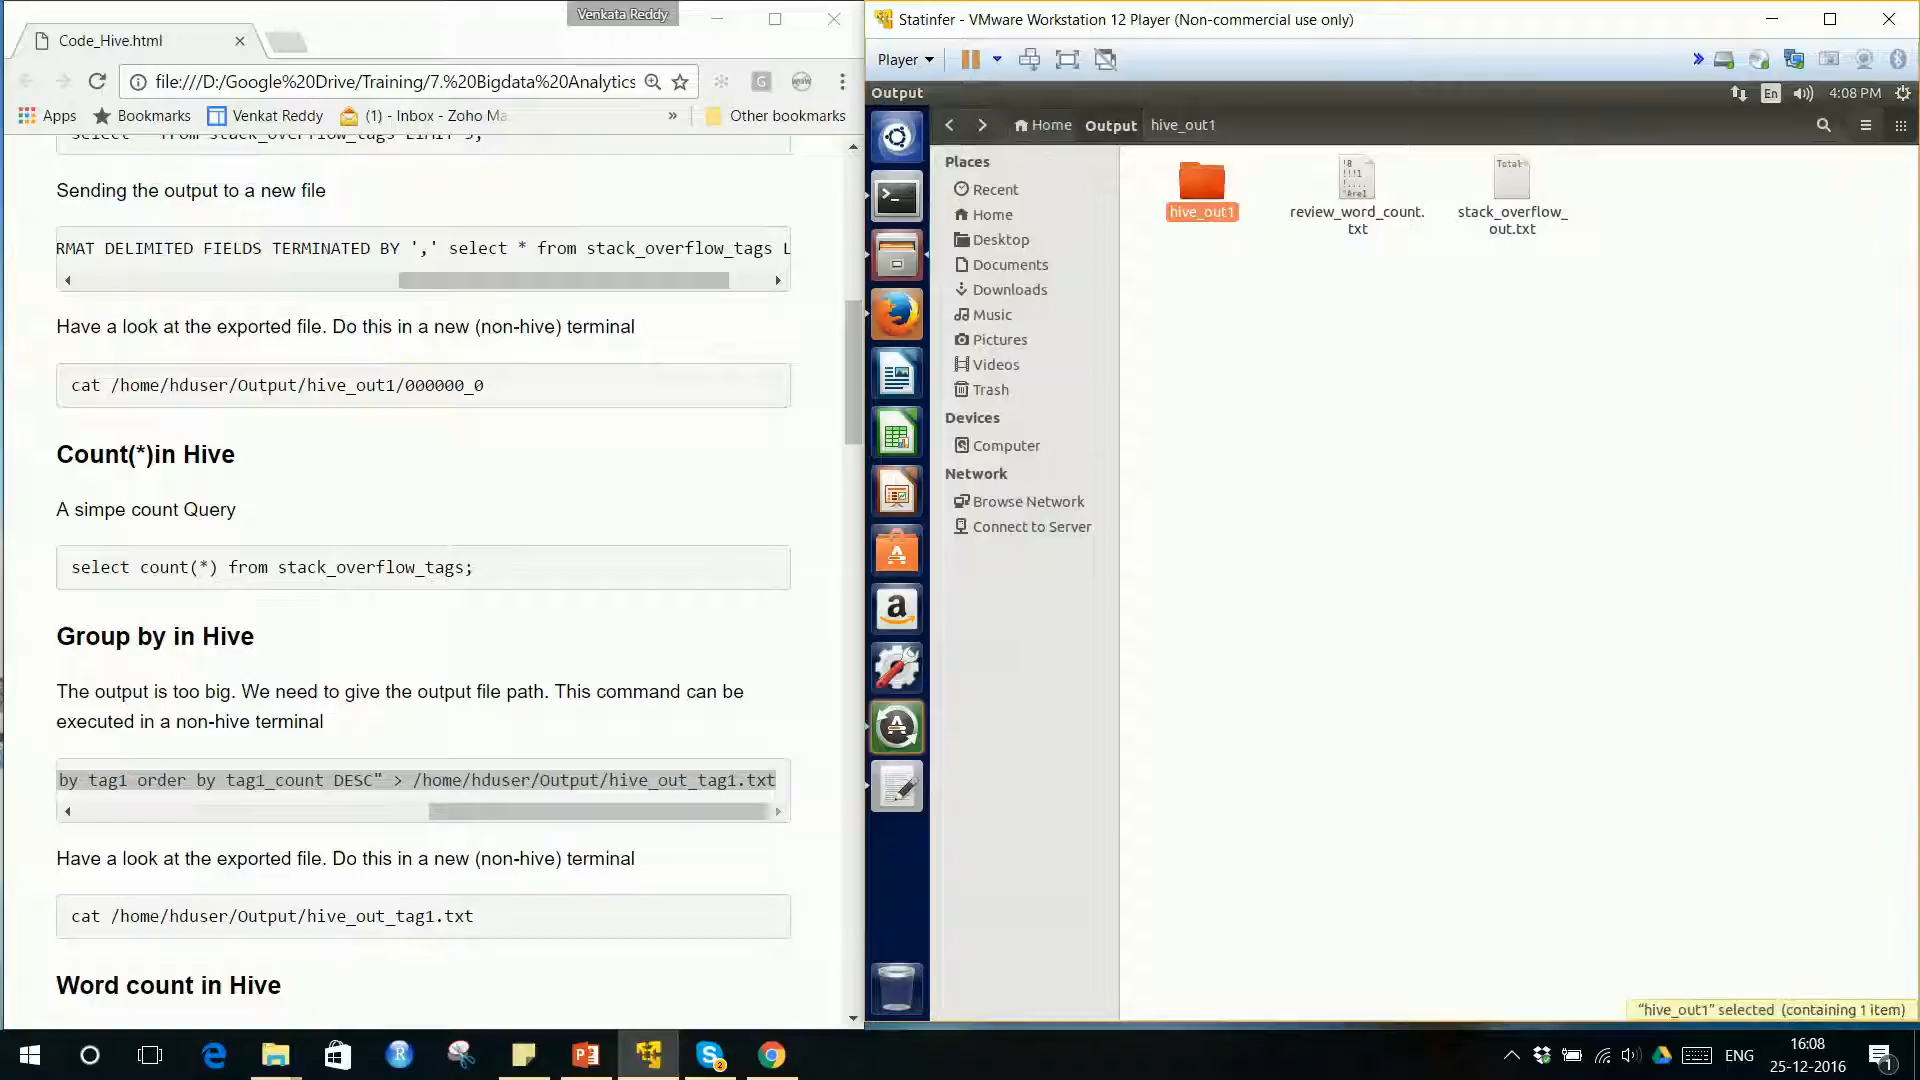 Venkata Reddy
Code_Hive.html
file:///D:/Google%20Drive/Training/7.%20Bigdata%20Analytics
Apps
Bookmarks
Venkat Reddy
(1) - Inbox - Zoho Ma
»
Other bookmarks
Sending the output to a new file
RMAT DELIMITED FIELDS TERMINATED BY ',' select * from stack_overflow_tags L
Have a look at the exported file. Do this in a new (non-hive) terminal
cat /home/hduser/Output/hive_out1/000000_0
Count(*)in Hive
A simpe count Query
select count(*) from stack_overflow_tags;
Group by in Hive
The output is too big. We need to give the output file path. This command can be
executed in a non-hive terminal
by tag1 order by tag1_count DESC" > /home/hduser/Output/hive_out_tag1.txt
Have a look at the exported file. Do this in a new (non-hive) terminal
cat /home/hduser/Output/hive_out_tag1.txt
Word count in Hive
Statinfer - VMware Workstation 12 Player (Non-commercial use only)
Player
Output
En
4:08 PM
Home
Output
hive_out1
Places
Recent
Home
Desktop
Documents
Downloads
Music
Pictures
Videos
Trash
Devices
Computer
Network
Browse Network
Connect to Server
hive_out1
review_word_count.
txt
Total
stack_overflow_
out.txt
"hive_out1" selected (containing 1 item)
ENG
16:08
25-12-2016
1